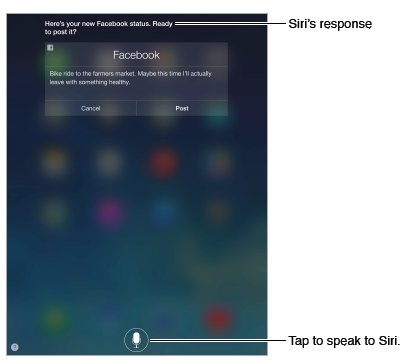 Here's your new Facebook status. Ready
to post it?
Siri's response
Facebook
Bike ride to the farmers market. Maybe this time I'll actually
leave with something healthy.
Cancel Post
Tap to speak to Siri.
?